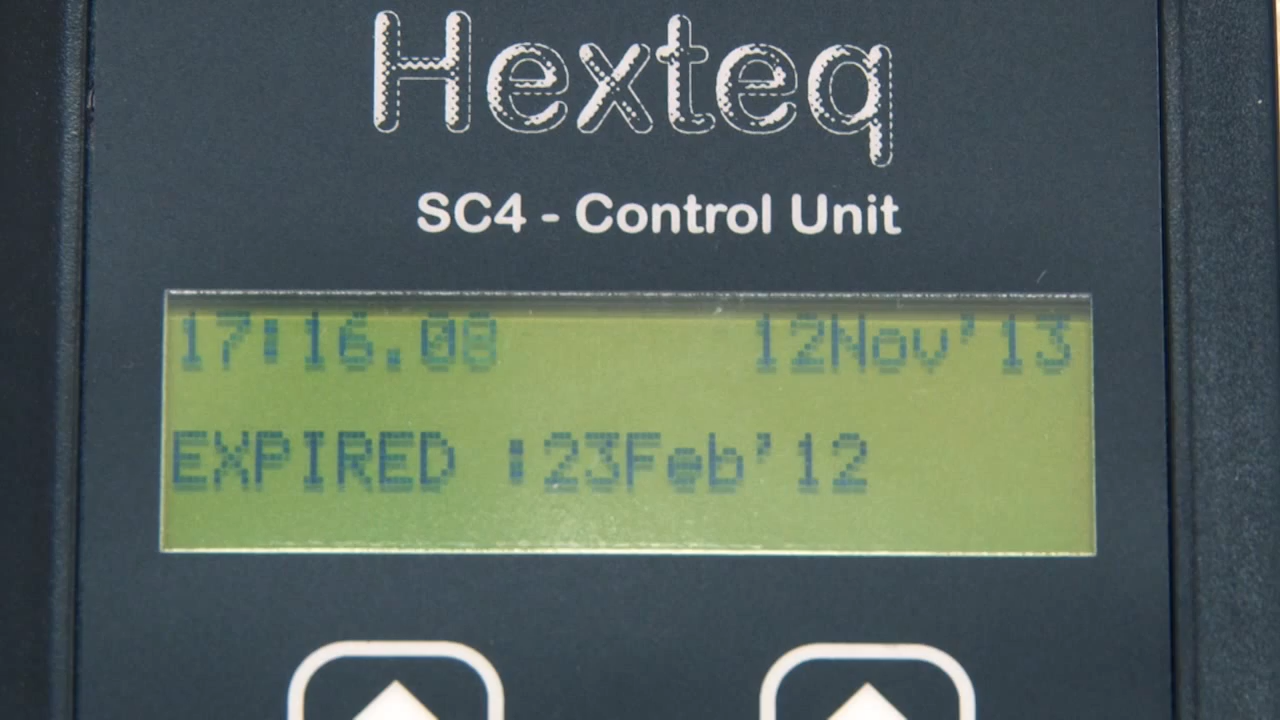 Hexteq
SC4 - Control Unit
17:16.08 12Nov'13
EXPIRED :23Feb'12